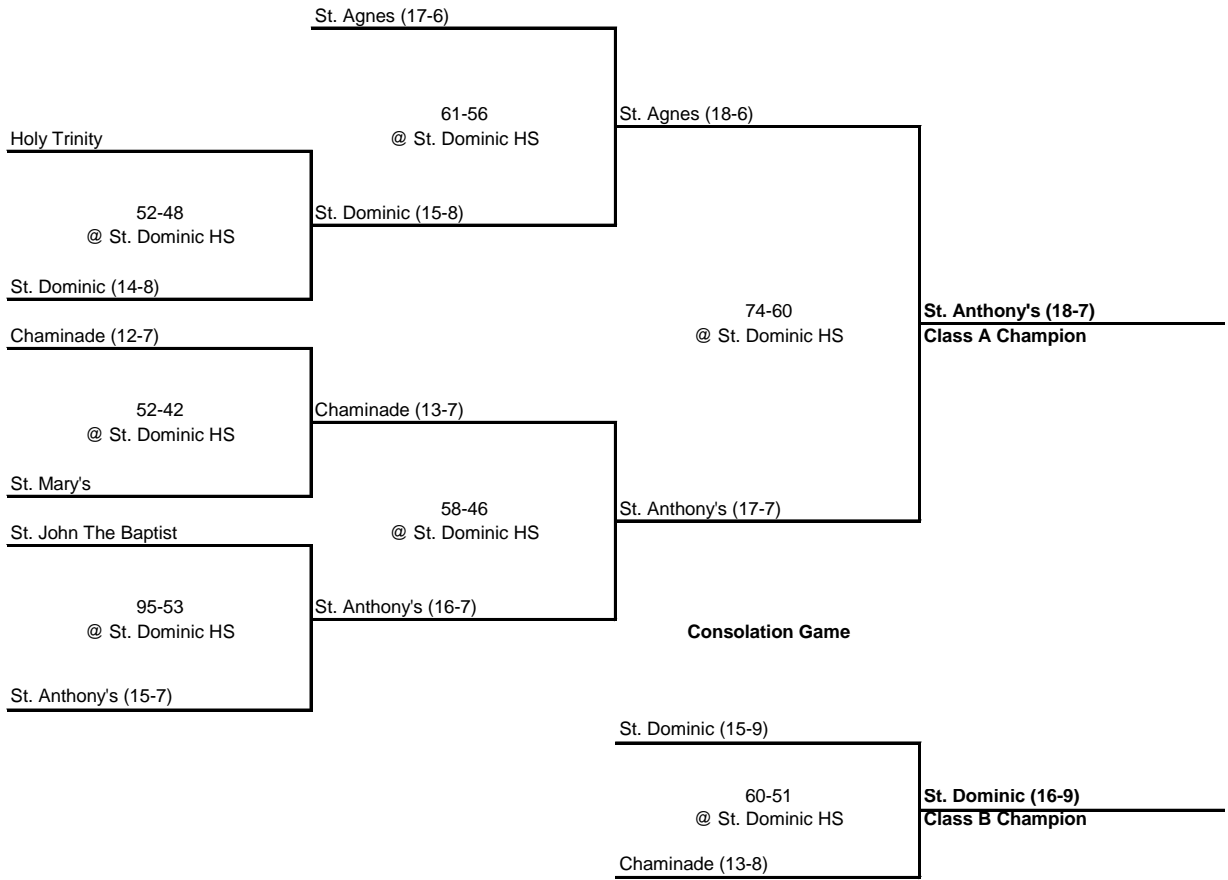 St. Agnes (17-6)
61-56
@ St. Dominic HS
St. Agnes (18-6)
Holy Trinity
52-48
@ St. Dominic HS
St. Dominic (15-8)
St. Dominic (14-8)
Chaminade (12-7)
74-60
@ St. Dominic HS
St. Anthony's (18-7)
Class A Champion
52-42
@ St. Dominic HS
Chaminade (13-7)
St. Mary's
58-46
@ St. Dominic HS
St. Anthony's (17-7)
St. John The Baptist
95-53
@ St. Dominic HS
St. Anthony's (16-7)
Consolation Game
St. Anthony's (15-7)
St. Dominic (15-9)
60-51
@ St. Dominic HS
St. Dominic (16-9)
Class B Champion
Chaminade (13-8)